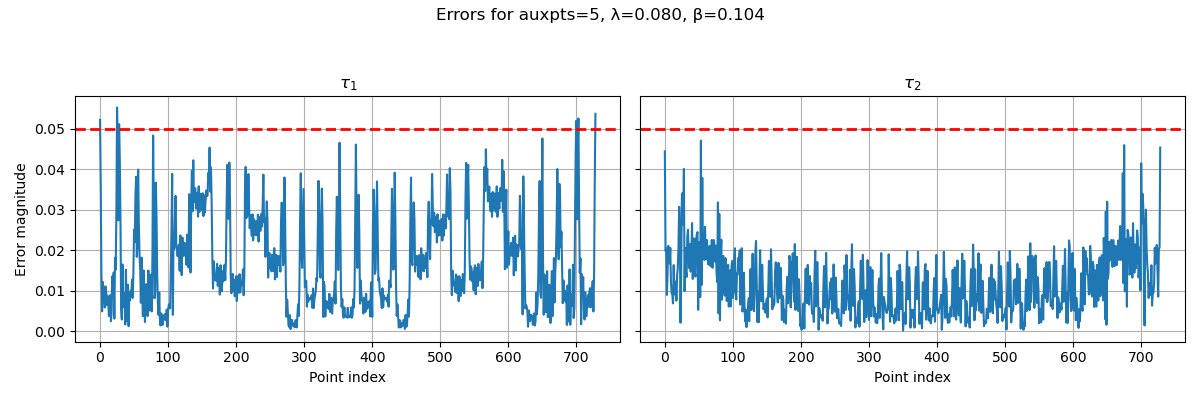 Errors for auxpts=5, λ=0.080, β=0.104
τ₁
τ₂
Error magnitude
0.05
0.04
0.03
0.02
0.01
0.00
0 100 200 300 400 500 600 700
0 100 200 300 400 500 600 700
Point index
Point index